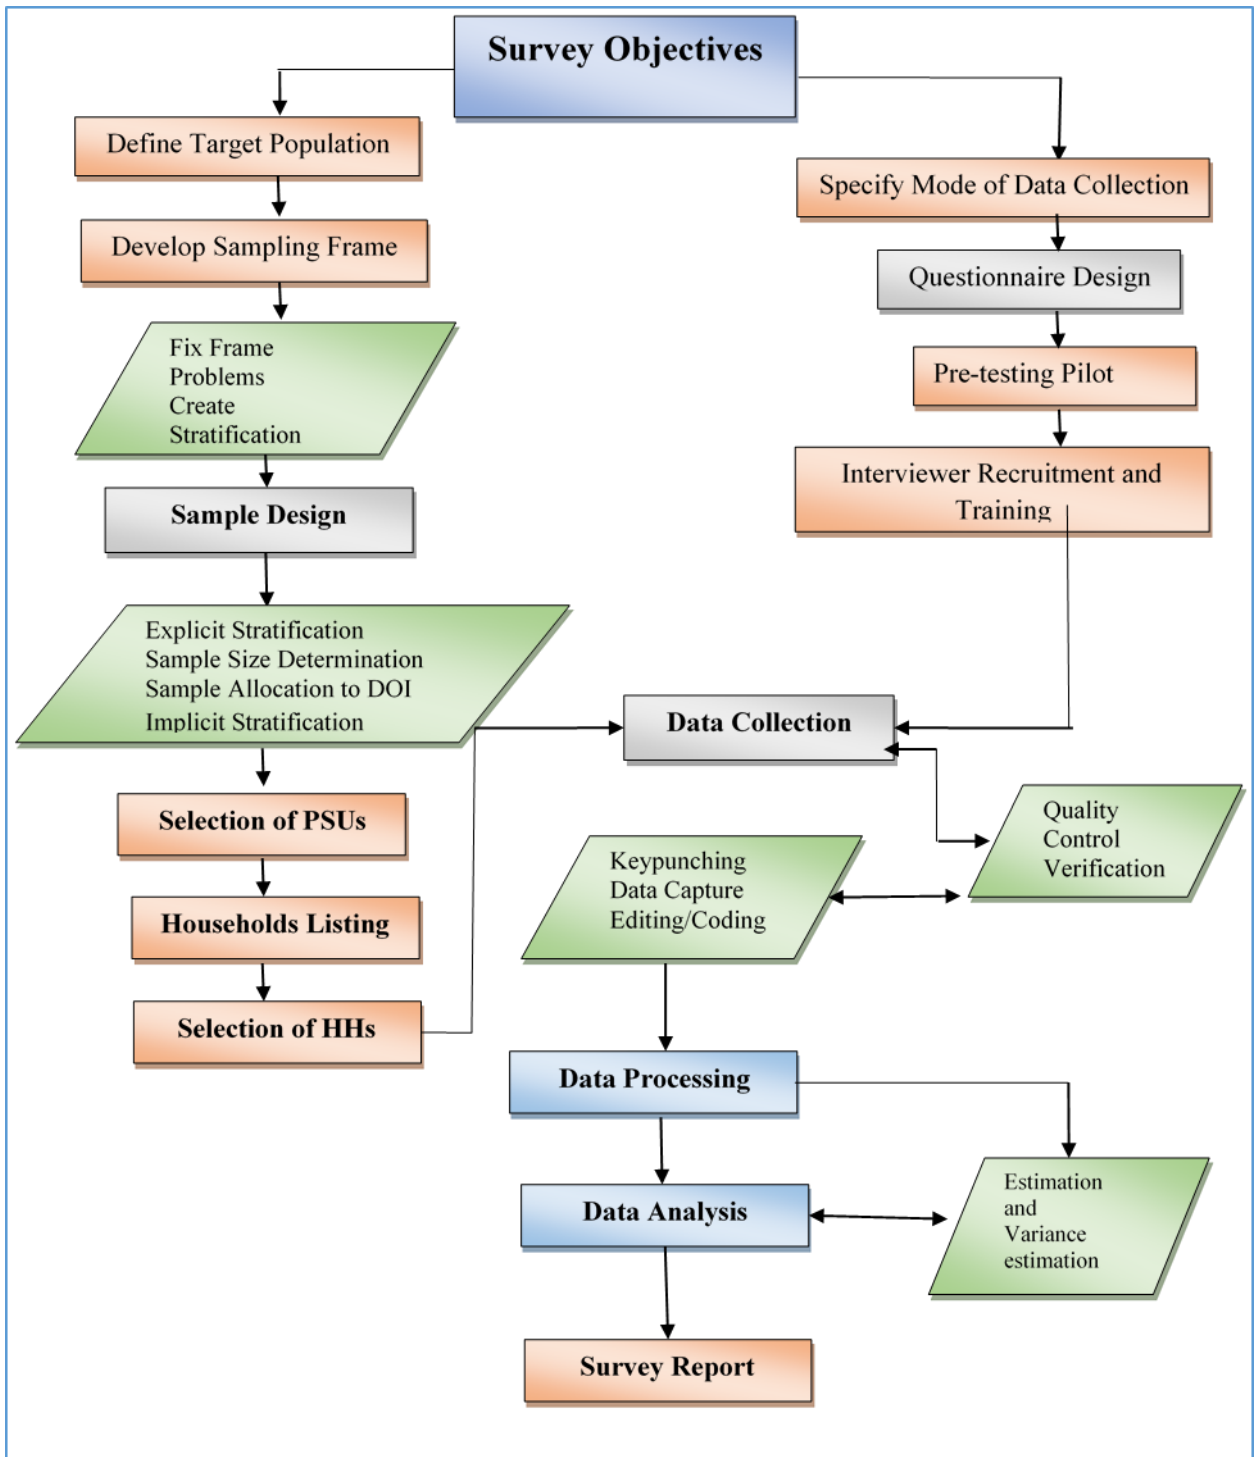 Survey Objectives
Define Target Population
Develop Sampling Frame
Fix Frame
Problems
Create
Stratification
Sample Design
Explicit Stratification
Sample Size Determination
Sample Allocation to DOI
Implicit Stratification
Selection of PSUs
Households Listing
Selection of HHs
Specify Mode of Data Collection
Questionnaire Design
Pre-testing Pilot
Interviewer Recruitment and
Training
Data Collection
Quality
Control
Verification
Keypunching
Data Capture
Editing/Coding
Data Processing
Data Analysis
Estimation
and
Variance
estimation
Survey Report